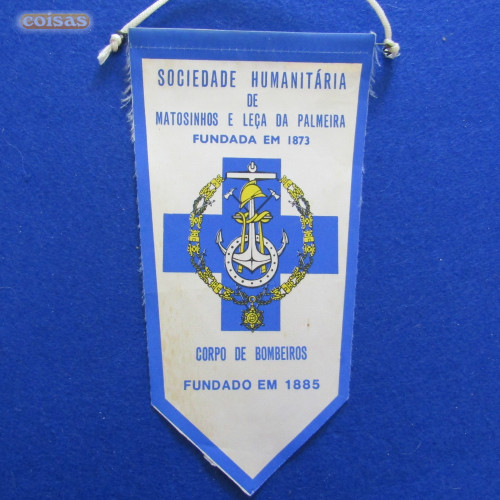 coisas
SOCIEDADE HUMANITÁRIA
DE
MATOSINHOS E LEÇA DA PALMEIRA
FUNDADA EM 1873
CORPO DE BOMBEIROS
FUNDADO EM 1885